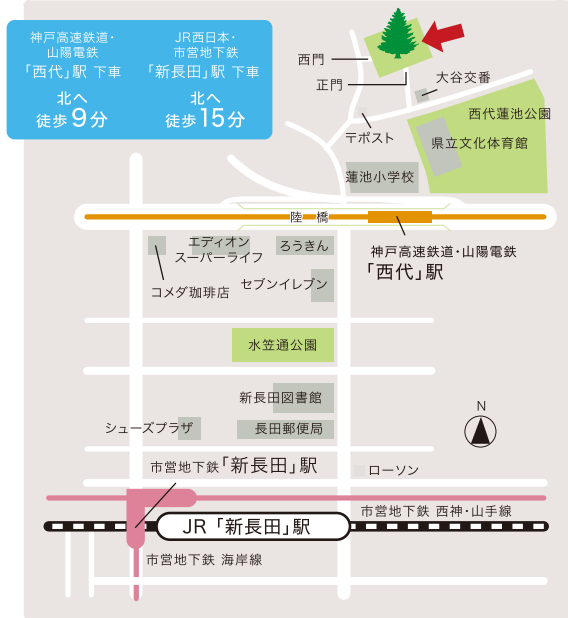 神戸高速鉄道・
山陽電鉄
「西代」駅 下車
北へ
徒歩9分
JR西日本・
市営地下鉄
「新長田」駅 下車
北へ
徒歩15分
西門
正門
大谷交番
〒ポスト
西代蓮池公園
県立文化体育館
蓮池小学校
陸橋
エディオン
スーパーライフ
ろうきん
神戸高速鉄道・山陽電鉄
「西代」駅
コメダ珈琲店
セブンイレブン
水笠通公園
新長田図書館
シューズプラザ
長田郵便局
N
市営地下鉄「新長田」駅
ローソン
市営地下鉄 西神・山手線
JR「新長田」駅
市営地下鉄 海岸線